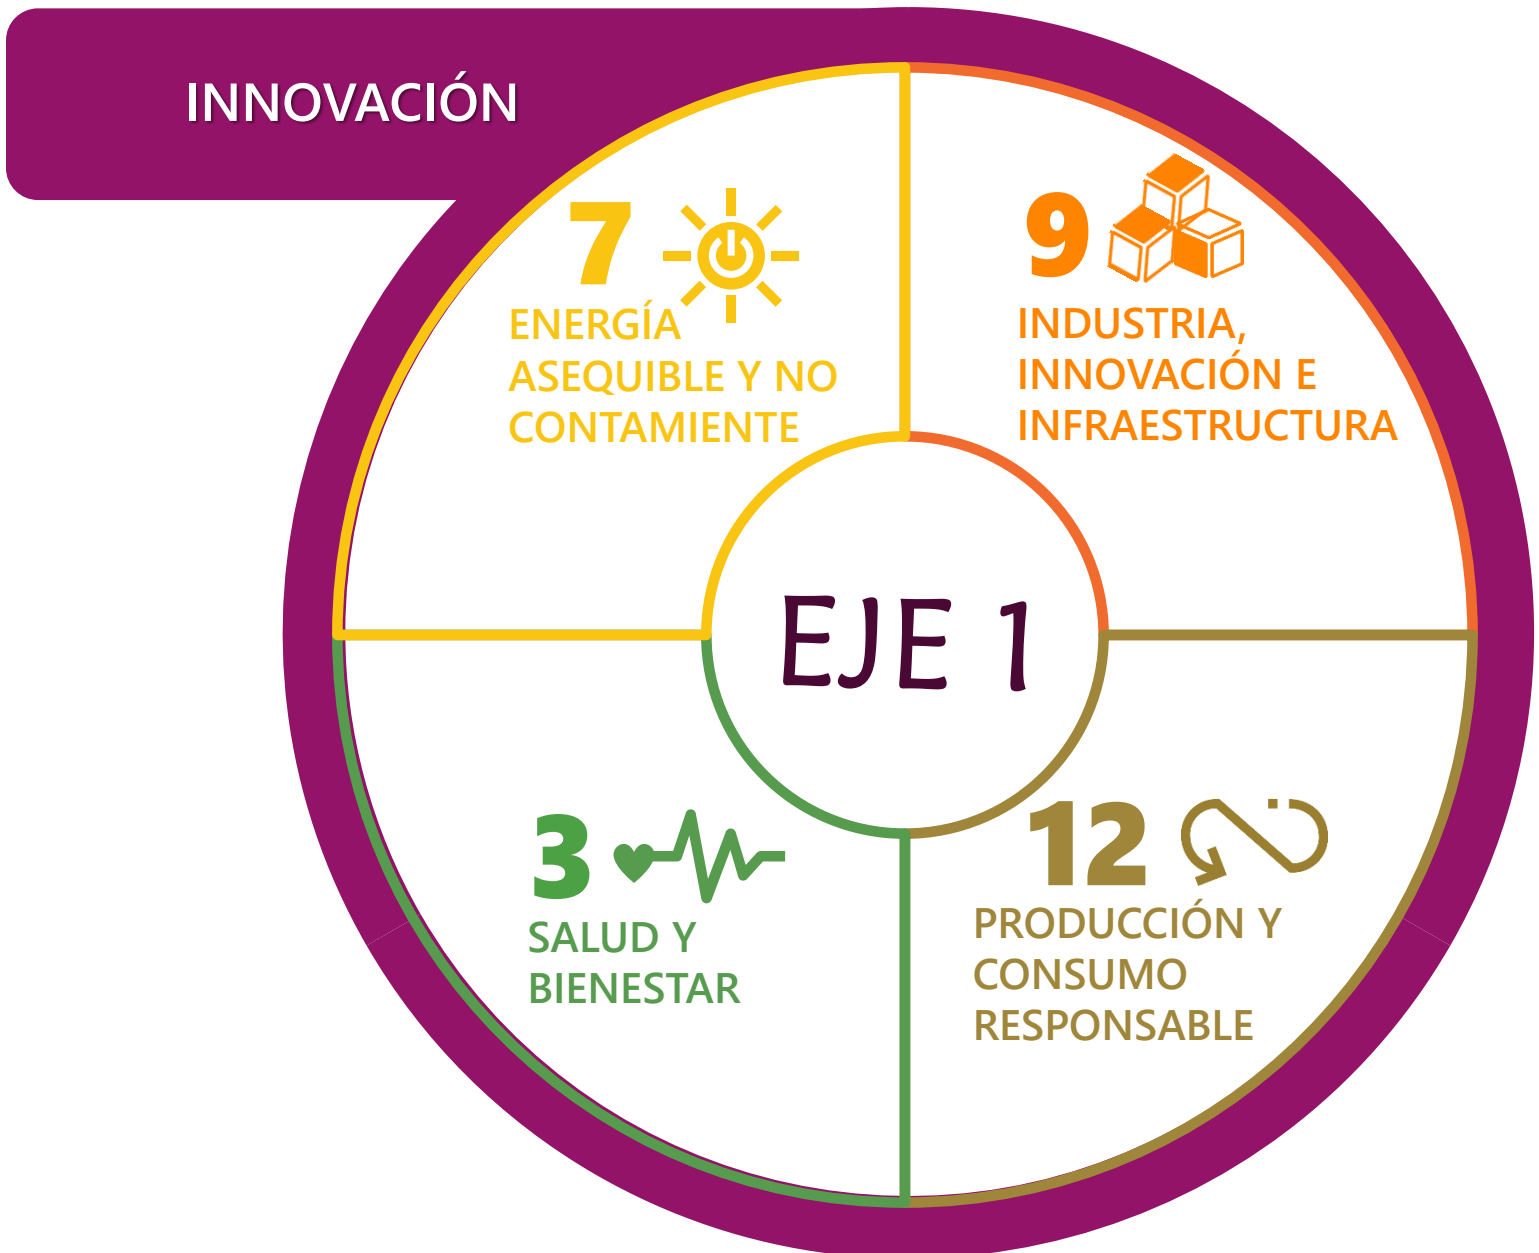 INNOVACIÓN
7
ENERGÍA
ASEQUIBLE Y NO
CONTAMIENTE
9
INDUSTRIA,
INNOVACIÓN E
INFRAESTRUCTURA
EJE 1
3
SALUD Y
BIENESTAR
12
PRODUCCIÓN Y
CONSUMO
RESPONSABLE